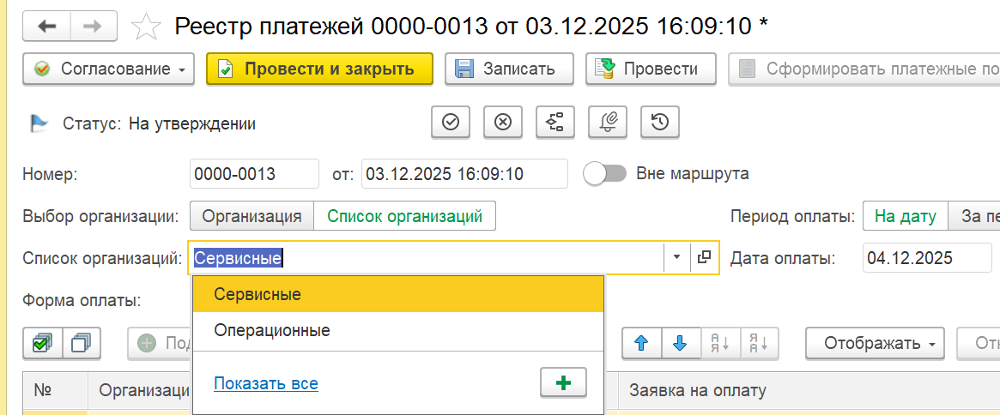 Реестр платежей 0000-0013 от 03.12.2025 16:09:10 *
Согласование Провести и закрыть Записать Провести Сформировать платежные по
Статус: На утверждении
Номер: 0000-0013 от: 03.12.2025 16:09:10 Вне маршрута
Выбор организации: Организация Список организаций Период оплаты: На дату За пе
Список организаций: Сервисные Дата оплаты: 04.12.2025
Сервисные
Форма оплаты:
Операционные
Под Отображать От
Показать все
№ Организаци Заявка на оплату